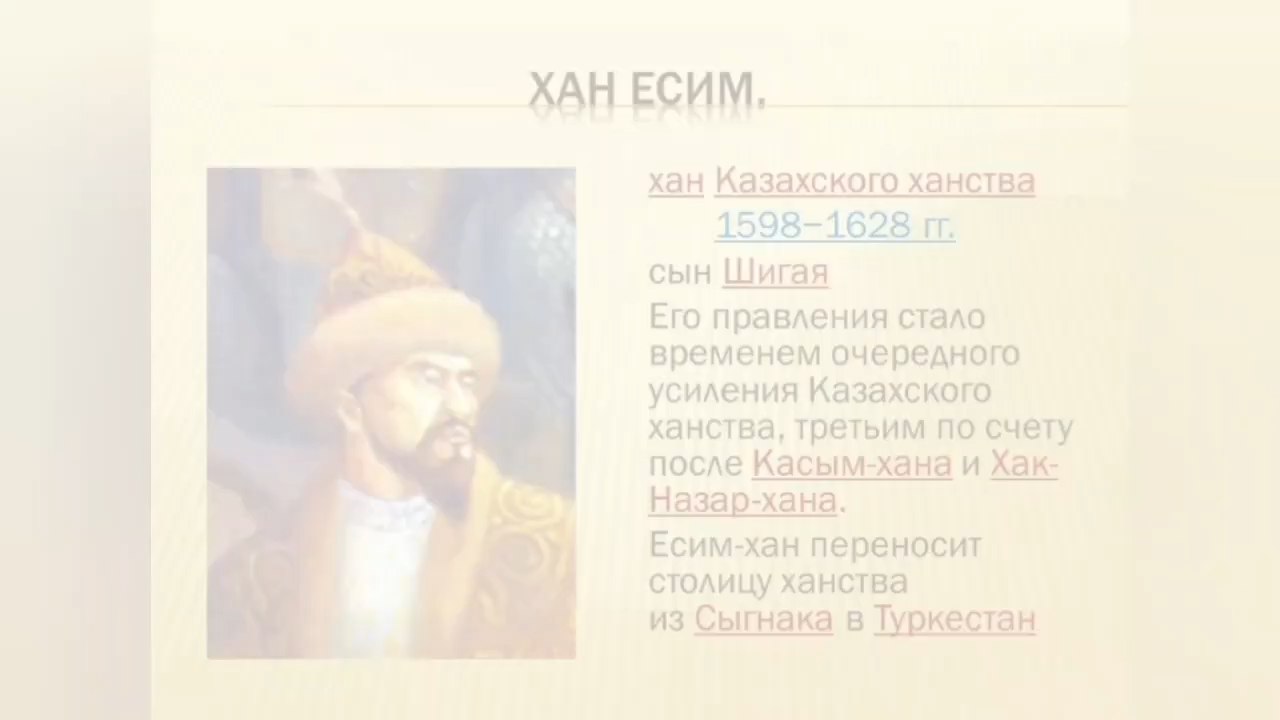 ХАН ЕСИМ.
хан Казахского ханства
1598–1628 гг.
сын Шигая
Его правления стало
временем очередного
усиления Казахского
ханства, третьим по счету
после Касым-хана и Хак-
Назар-хана.
Есим-хан переносит
столицу ханства
из Сыгнака в Туркестан